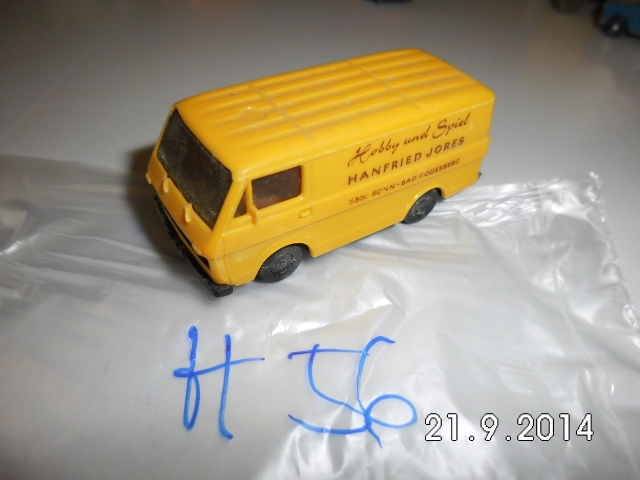 Hobby und Spiel
HANFRIED JORES
5300 BONN - BAD GODESBERG
H 56
21.9.2014